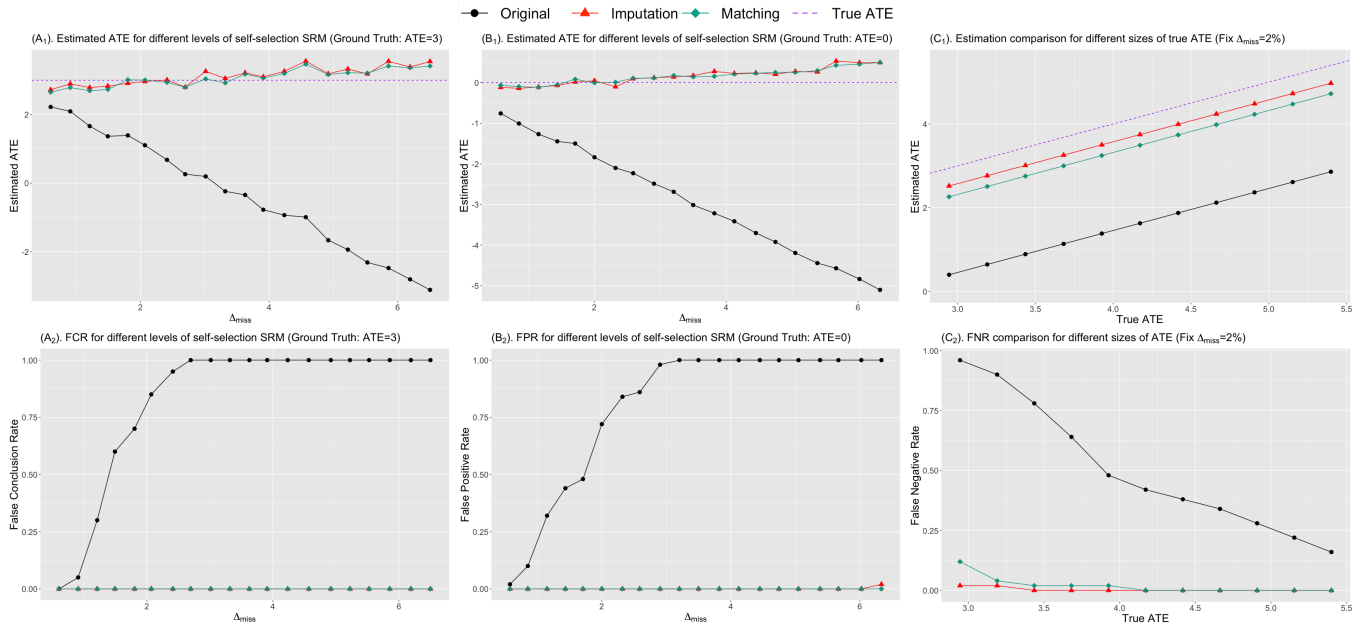 Original Imputation Matching True ATE
(A₁). Estimated ATE for different levels of self-selection SRM (Ground Truth: ATE=3)
Estimated ATE
2
0
-2
2 4 6
Δmiss
(B₁). Estimated ATE for different levels of self-selection SRM (Ground Truth: ATE=0)
Estimated ATE
0
-1
-2
-3
-4
-5
2 4 6
Δmiss
(C₁). Estimation comparison for different sizes of true ATE (Fix Δmiss=2%)
Estimated ATE
4
2
0
3.0 3.5 4.0 4.5 5.0 5.5
True ATE
(A₂). FCR for different levels of self-selection SRM (Ground Truth: ATE=3)
False Conclusion Rate
1.00
0.75
0.50
0.25
0.00
2 4 6
Δmiss
(B₂). FPR for different levels of self-selection SRM (Ground Truth: ATE=0)
False Positive Rate
1.00
0.75
0.50
0.25
0.00
2 4 6
Δmiss
(C₂). FNR comparison for different sizes of ATE (Fix Δmiss=2%)
False Negative Rate
1.00
0.75
0.50
0.25
0.00
3.0 3.5 4.0 4.5 5.0 5.5
True ATE